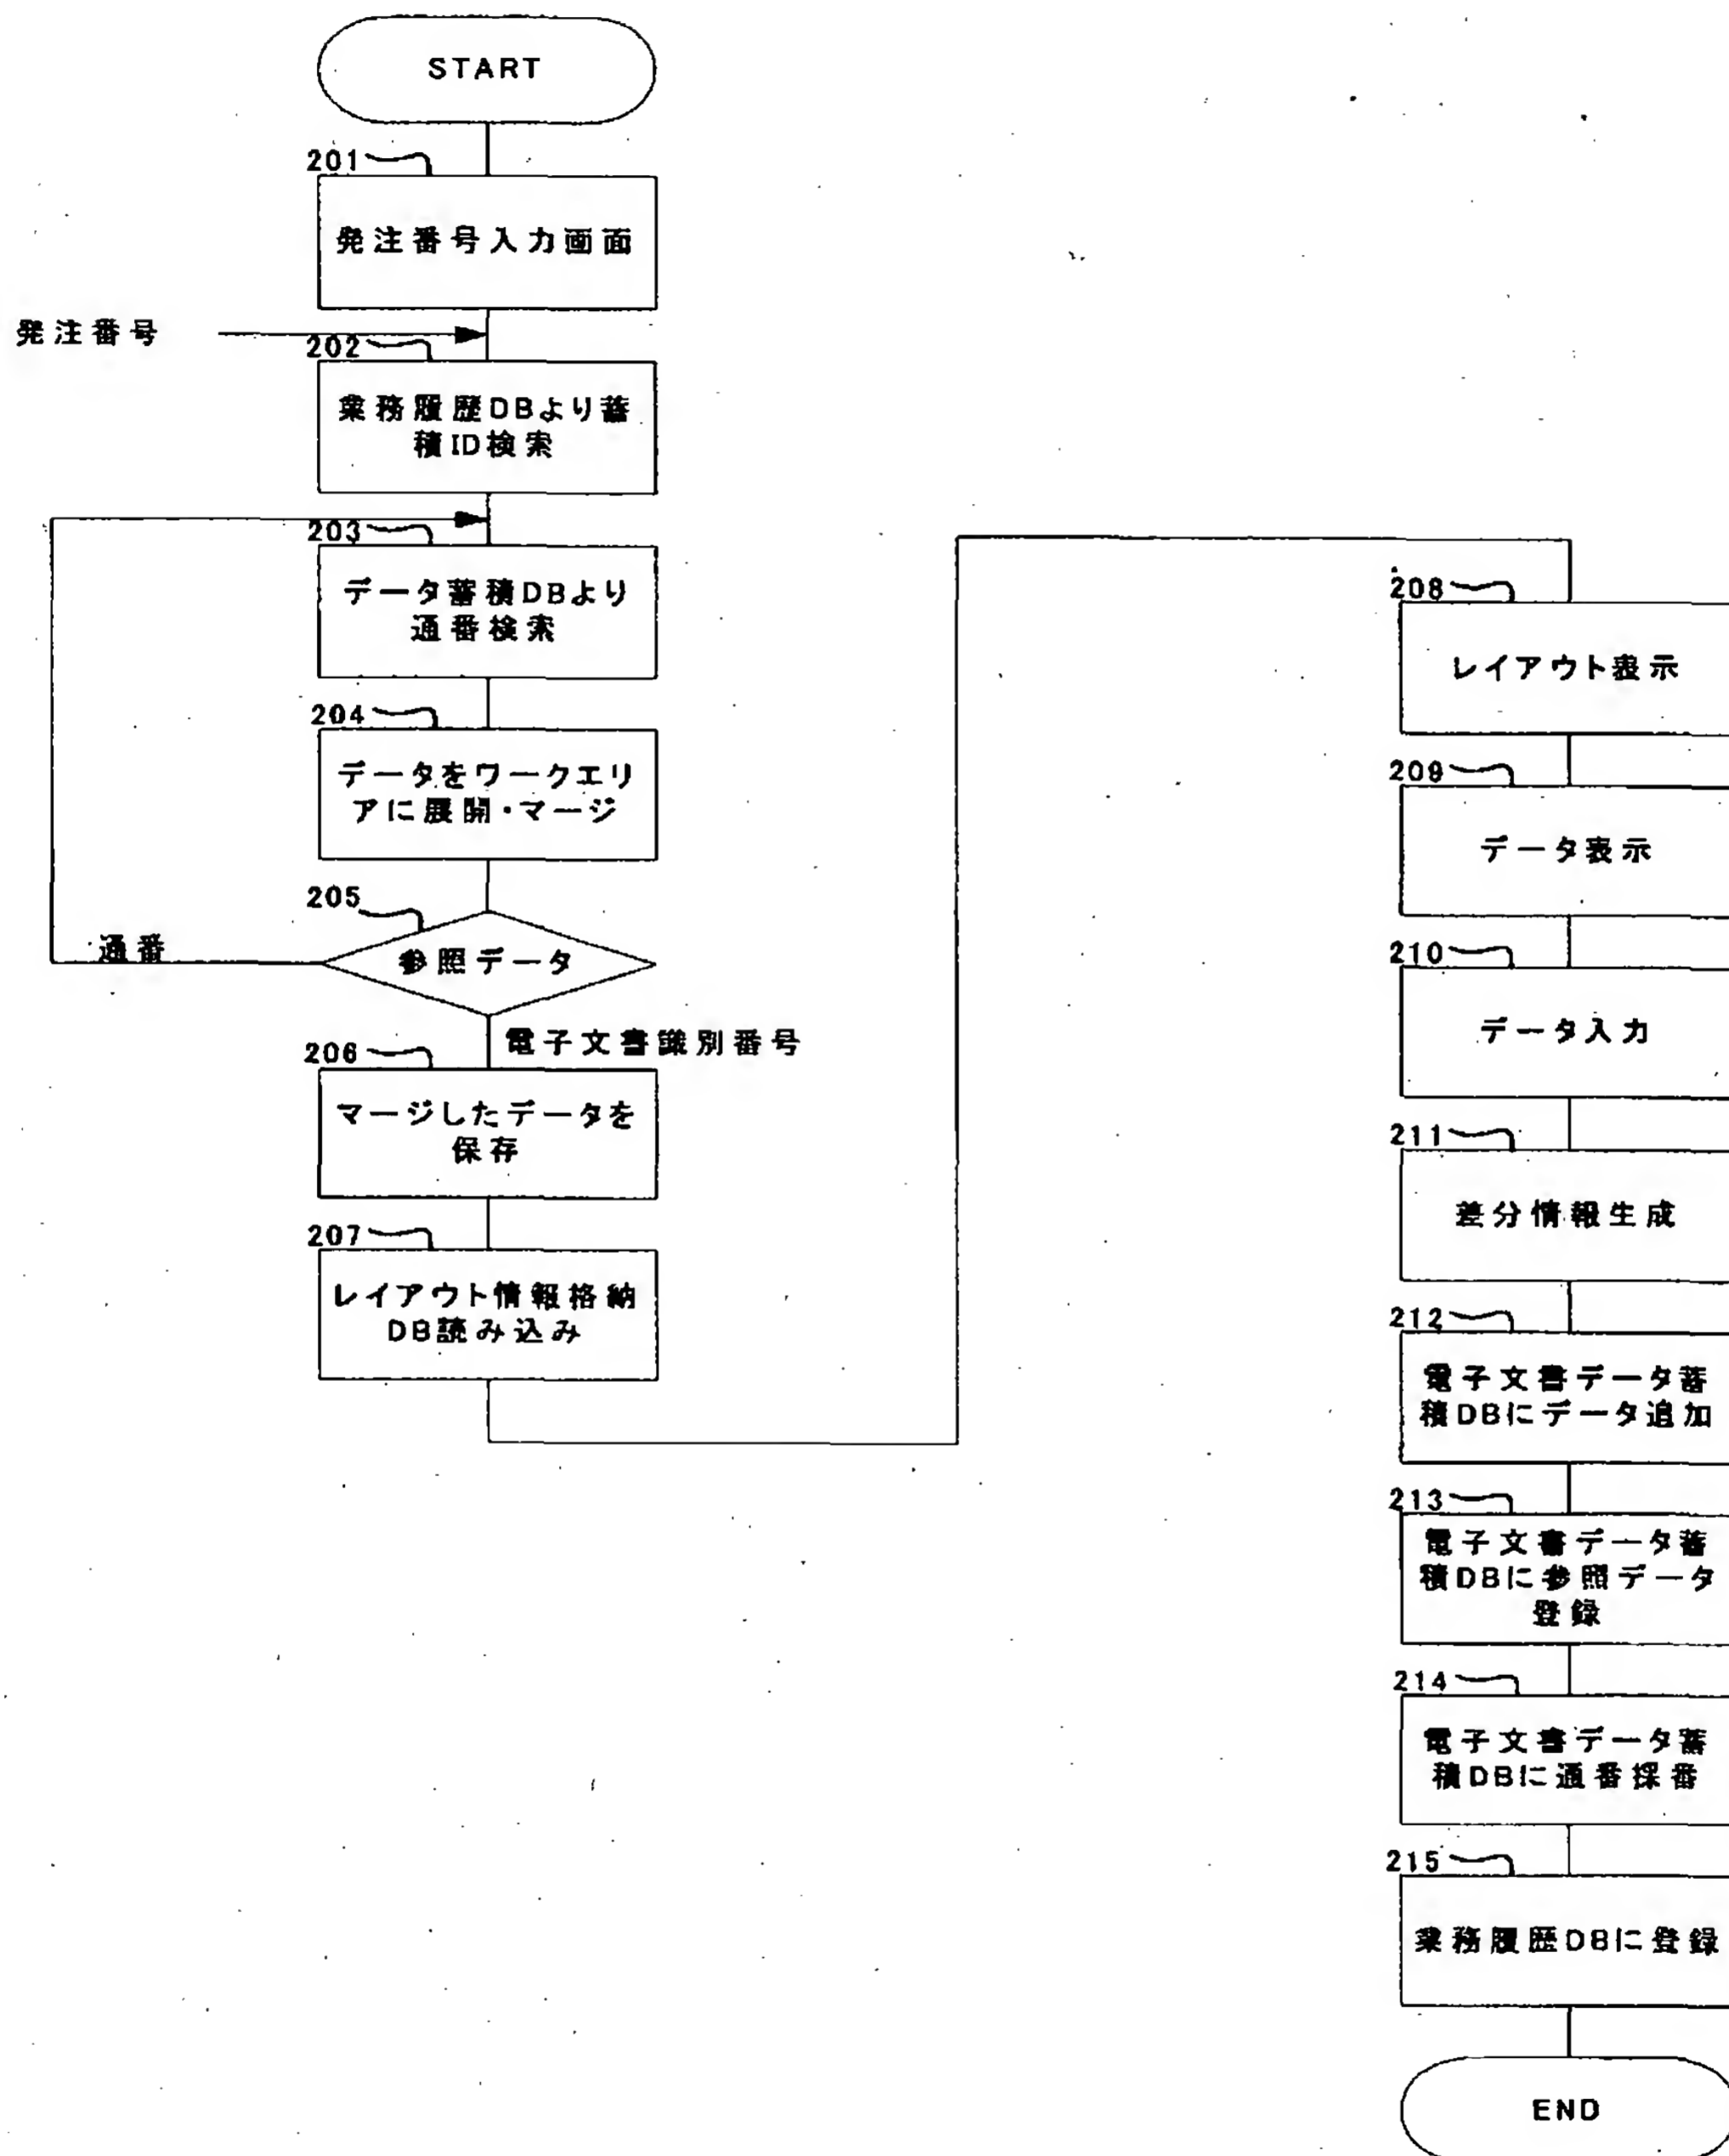 START
201
発注番号入力画面
発注番号
202
業務履歴DBより蓄
積ID検索
203
データ蓄積DBより
通番検索
204
データをワークエリ
アに展開・マージ
205
参照データ
通番
電子文書識別番号
206
マージしたデータを
保存
207
レイアウト情報格納
DB読み込み
208
レイアウト表示
209
データ表示
210
データ入力
211
差分情報生成
212
電子文書データ蓄
積DBにデータ追加
213
電子文書データ蓄
積DBに参照データ
登録
214
電子文書データ蓄
積DBに通番採番
215
業務履歴DBに登録
END